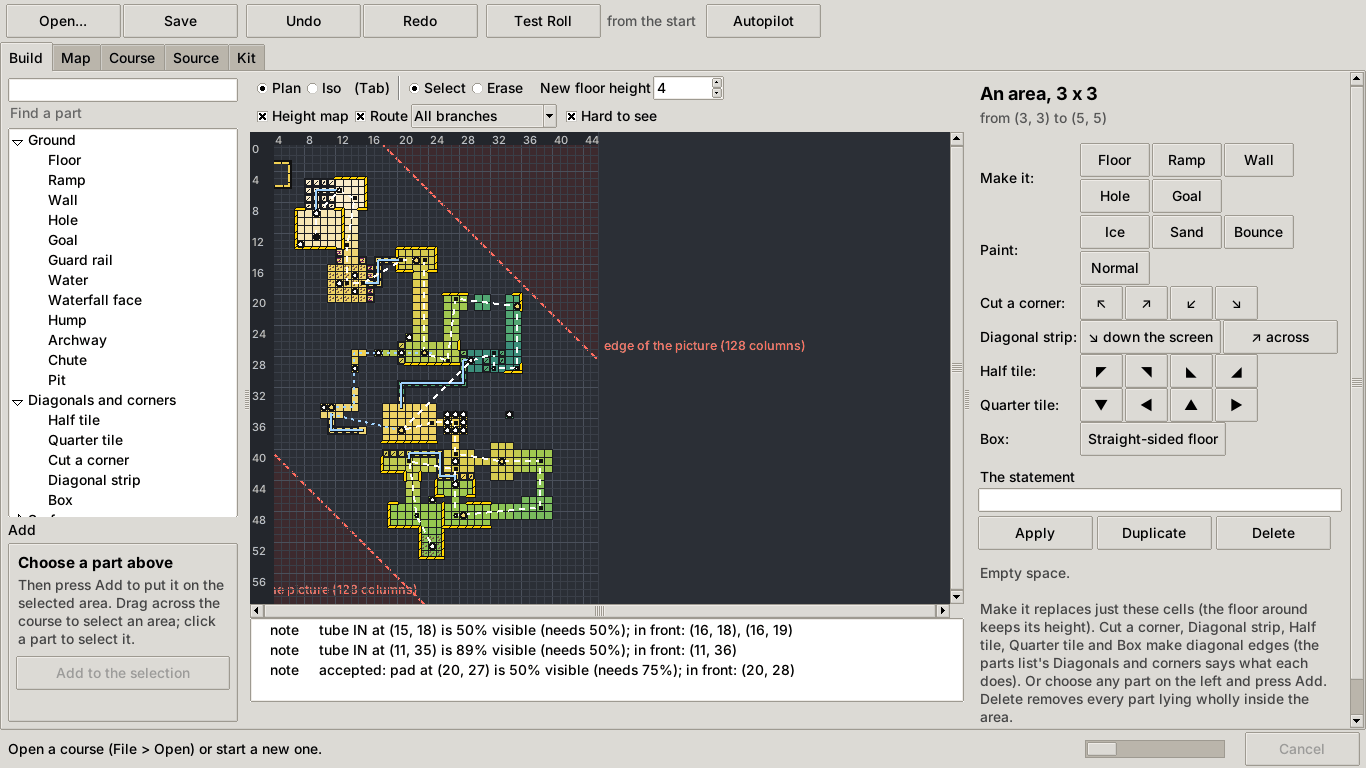 Open... Save Undo Redo Test Roll from the start Autopilot
Build Map Course Source Kit
Find a part
Ground
Floor
Ramp
Wall
Hole
Goal
Guard rail
Water
Waterfall face
Hump
Archway
Chute
Pit
Diagonals and corners
Half tile
Quarter tile
Cut a corner
Diagonal strip
Box
Add
Choose a part above
Then press Add to put it on the
selected area. Drag across the
course to select an area; click
a part to select it.
Add to the selection
Plan Iso (Tab) Select Erase New floor height 4
Height map Route All branches Hard to see
4 8 12 16 20 24 28 32 36 40 44
0
4
8
12
16
20
24
28
32
36
40
44
48
52
56
edge of the picture (128 columns)
picture (128 columns)
note tube IN at (15, 18) is 50% visible (needs 50%); in front: (16, 18), (16, 19)
note tube IN at (11, 35) is 89% visible (needs 50%); in front: (11, 36)
note accepted: pad at (20, 27) is 50% visible (needs 75%); in front: (20, 28)
An area, 3 x 3
from (3, 3) to (5, 5)
Make it: Floor Ramp Wall
Hole Goal
Paint: Ice Sand Bounce
Normal
Cut a corner: ↖ ↗ ↙ ↘
Diagonal strip: ↘ down the screen ↗ across
Half tile: ◤ ◥ ◣ ◢
Quarter tile: ▼ ◀ ▲ ▶
Box: Straight-sided floor
The statement
Apply Duplicate Delete
Empty space.
Make it replaces just these cells (the floor around
keeps its height). Cut a corner, Diagonal strip, Half
tile, Quarter tile and Box make diagonal edges (the
parts list's Diagonals and corners says what each
does). Or choose any part on the left and press Add.
Delete removes every part lying wholly inside the
area.
Open a course (File > Open) or start a new one.
Cancel